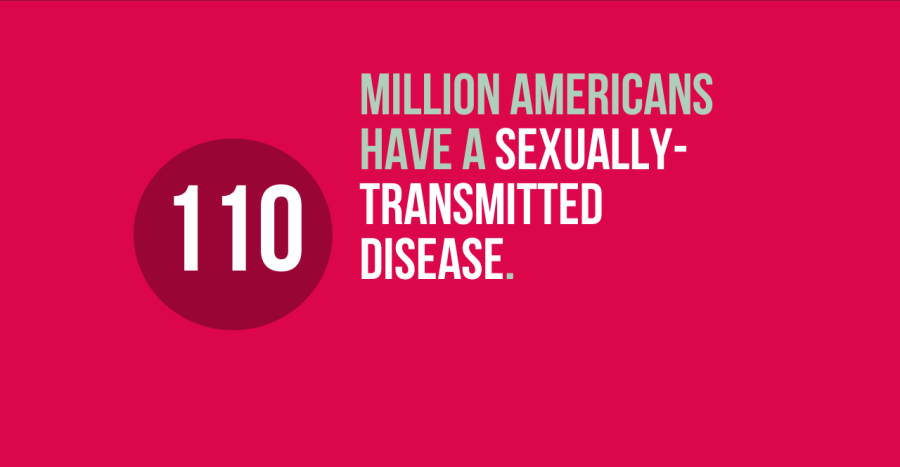 110
MILLION AMERICANS
HAVE A SEXUALLY-
TRANSMITTED
DISEASE.